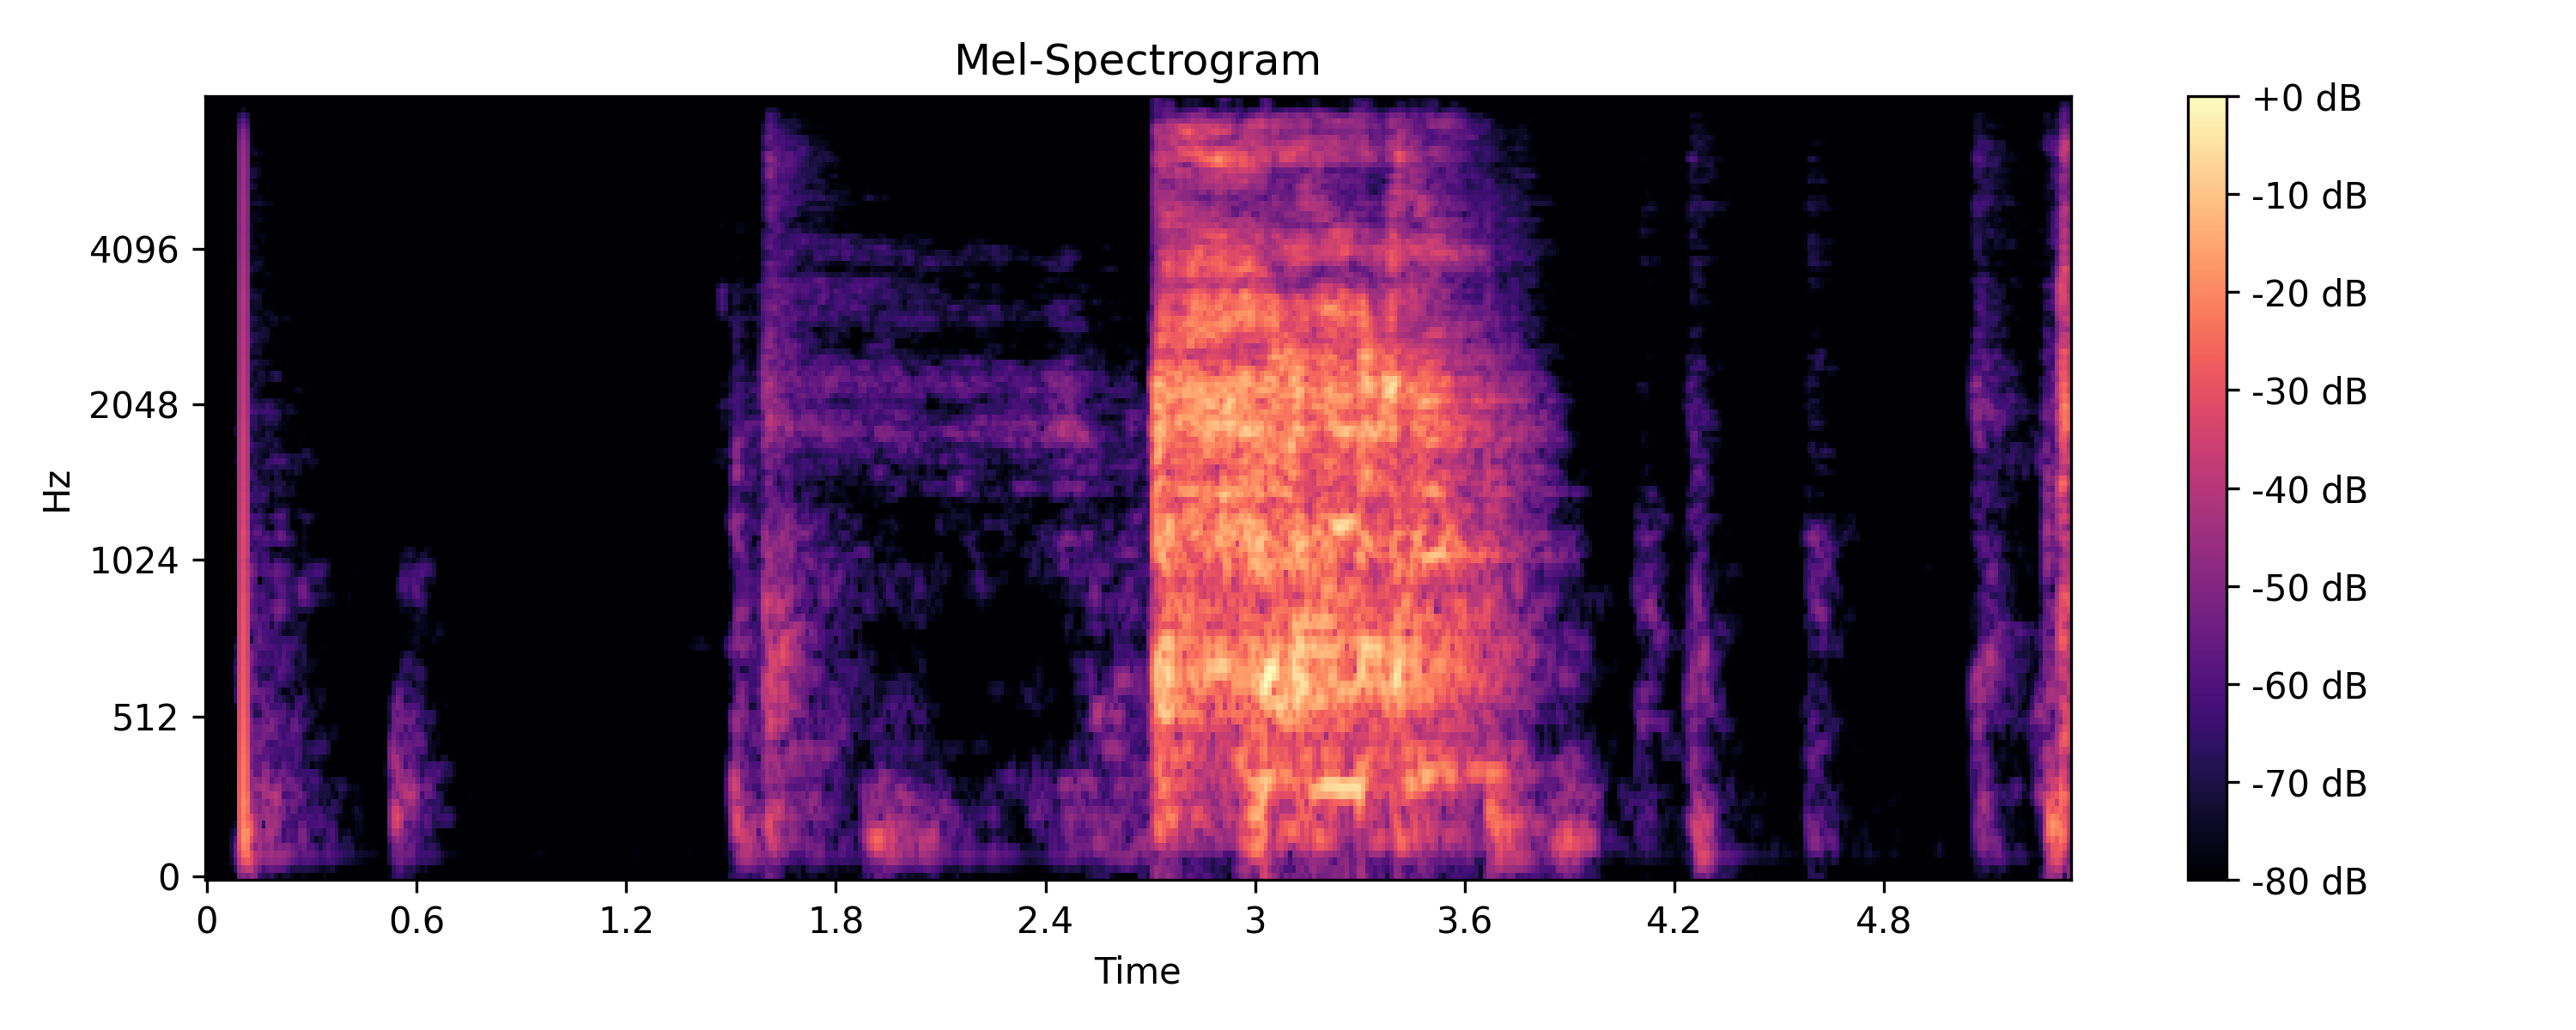 Mel-Spectrogram
+0 dB
-10 dB
-20 dB
-30 dB
-40 dB
-50 dB
-60 dB
-70 dB
-80 dB
Hz
4096
2048
1024
512
0
0 0.6 1.2 1.8 2.4 3 3.6 4.2 4.8
Time